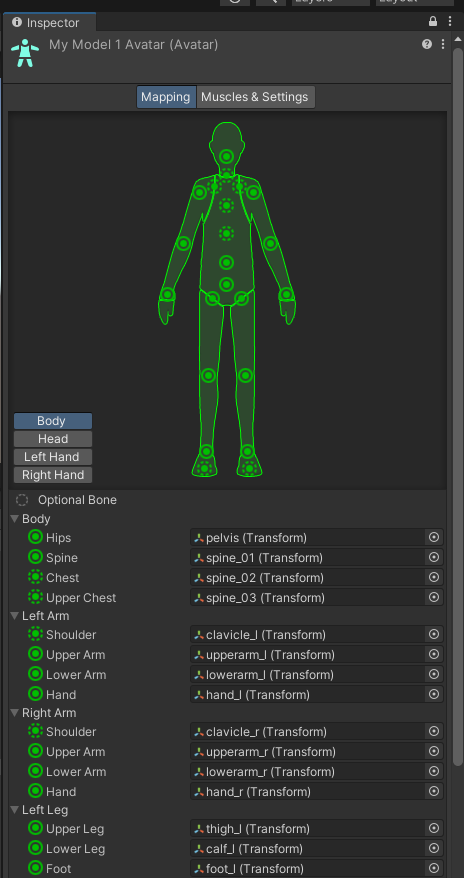 Layers Layout
Inspector
My Model 1 Avatar (Avatar)
Mapping Muscles & Settings
Body
Head
Left Hand
Right Hand
Optional Bone
Body
Hips pelvis (Transform)
Spine spine_01 (Transform)
Chest spine_02 (Transform)
Upper Chest spine_03 (Transform)
Left Arm
Shoulder clavicle_l (Transform)
Upper Arm upperarm_l (Transform)
Lower Arm lowerarm_l (Transform)
Hand hand_l (Transform)
Right Arm
Shoulder clavicle_r (Transform)
Upper Arm upperarm_r (Transform)
Lower Arm lowerarm_r (Transform)
Hand hand_r (Transform)
Left Leg
Upper Leg thigh_l (Transform)
Lower Leg calf_l (Transform)
Foot foot_l (Transform)